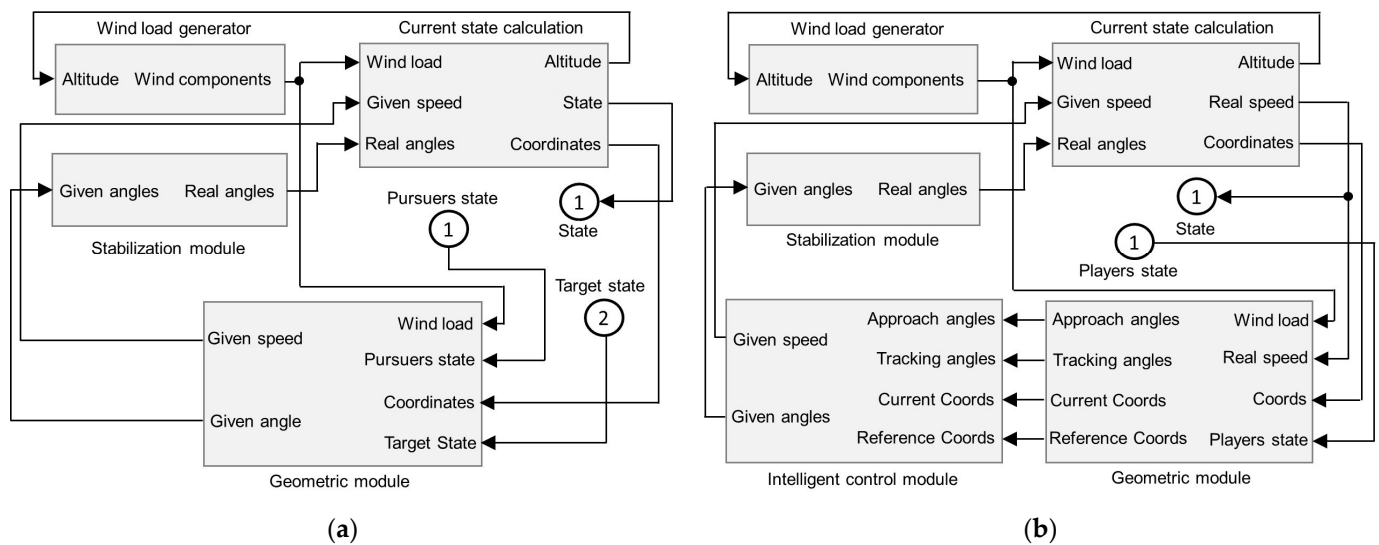 Wind load generator
Current state calculation
Altitude
Wind components
Wind load
Altitude
Given speed
State
Real angles
Coordinates
Given angles
Real angles
Stabilization module
Pursuers state
1
1
State
Target state
2
Given speed
Wind load
Pursuers state
Given angle
Coordinates
Target State
Geometric module
(a)
Wind load generator
Current state calculation
Altitude
Wind components
Wind load
Altitude
Given speed
Real speed
Real angles
Coordinates
Given angles
Real angles
Stabilization module
1
State
1
Players state
Given speed
Approach angles
Tracking angles
Given angles
Current Coords
Reference Coords
Intelligent control module
Approach angles
Wind load
Tracking angles
Real speed
Current Coords
Coords
Reference Coords
Players state
Geometric module
(b)